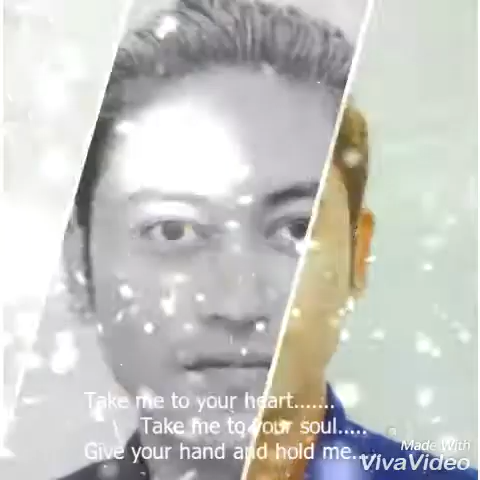 Take me to your heart.......
Take me to your soul.....
Give your hand and hold me.....
Made With
VivaVideo